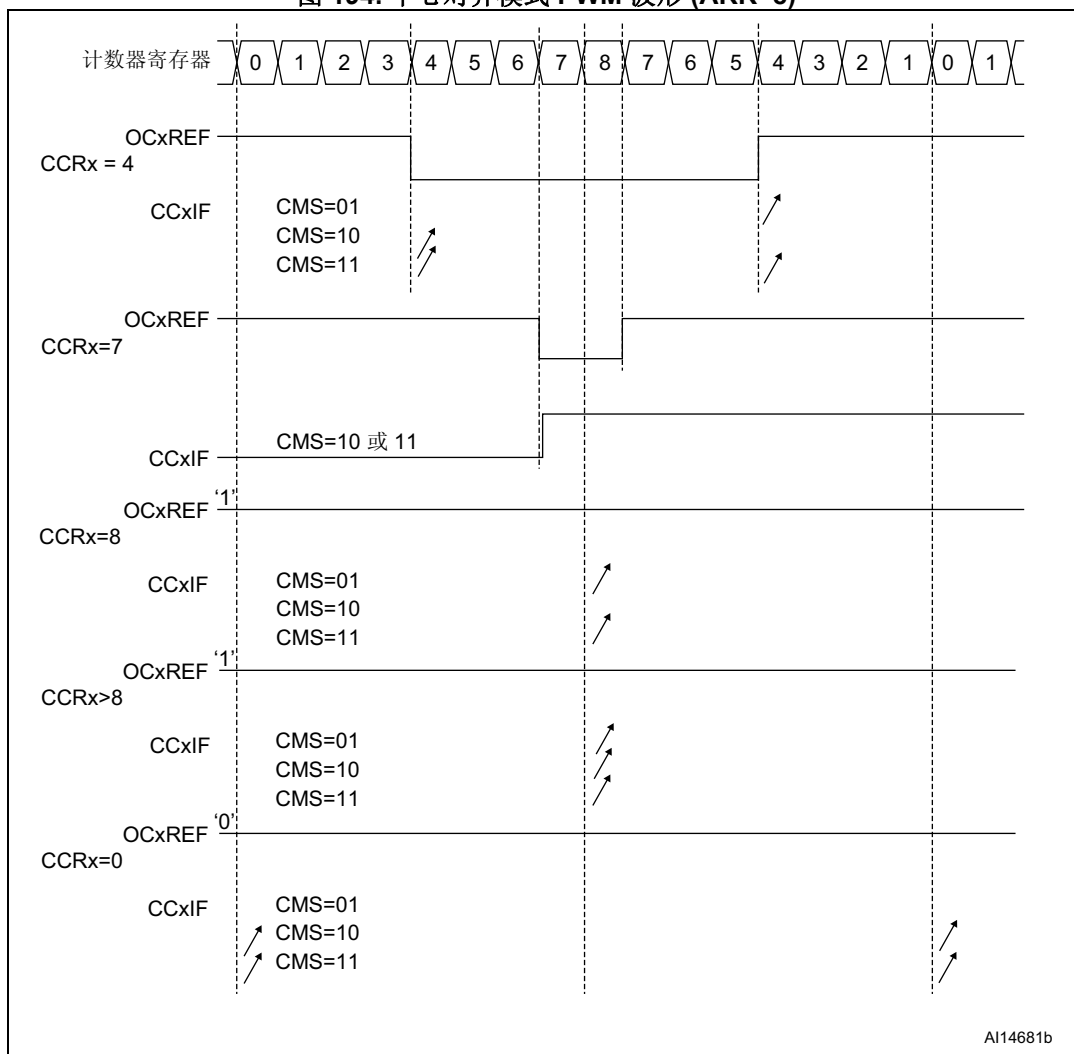 计数器寄存器 0 1 2 3 4 5 6 7 8 7 6 5 4 3 2 1 0 1
OCxREF
CCRx = 4
CCxIF CMS=01
CMS=10
CMS=11
OCxREF
CCRx=7
CCxIF CMS=10 或 11
OCxREF '1'
CCRx=8
CCxIF CMS=01
CMS=10
CMS=11
OCxREF '1'
CCRx>8
CCxIF CMS=01
CMS=10
CMS=11
OCxREF '0'
CCRx=0
CCxIF CMS=01
CMS=10
CMS=11
AI14681b